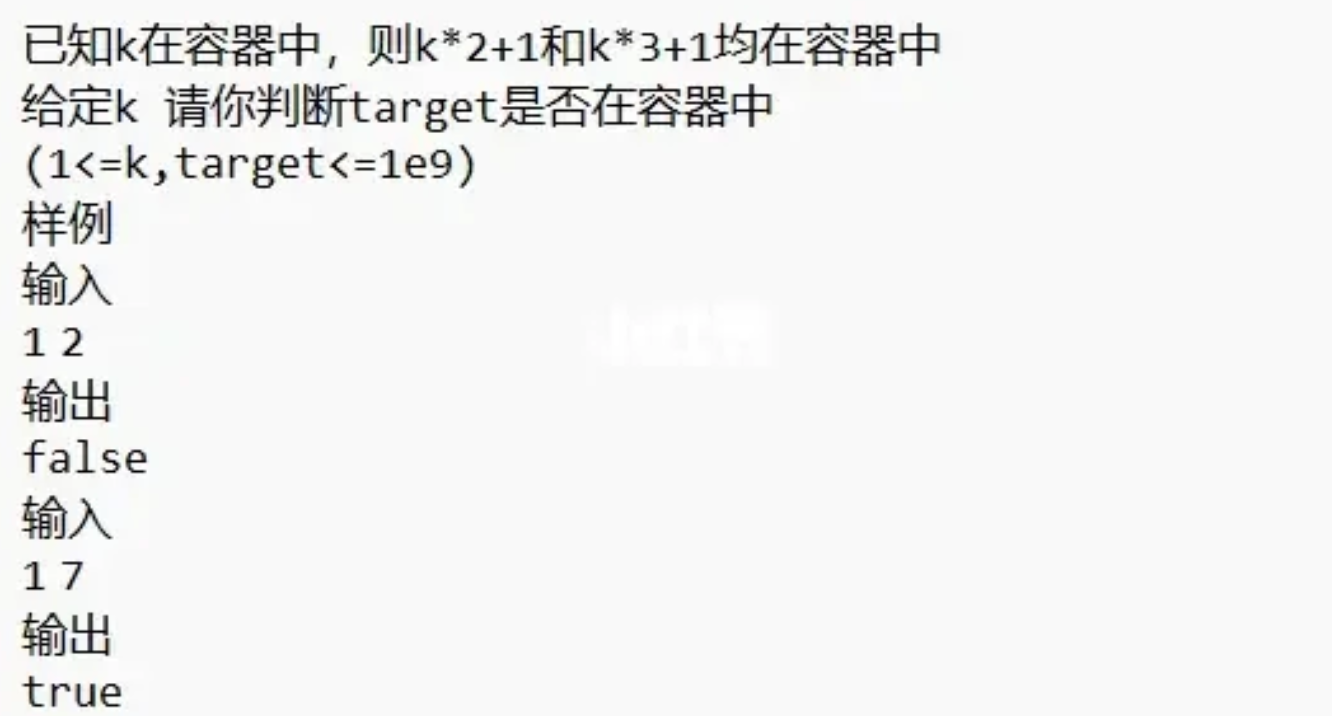 已知k在容器中，则k*2+1和k*3+1均在容器中
给定k 请你判断target是否在容器中
(1<=k,target<=1e9)
样例
输入
1 2
输出
false
输入
1 7
输出
true